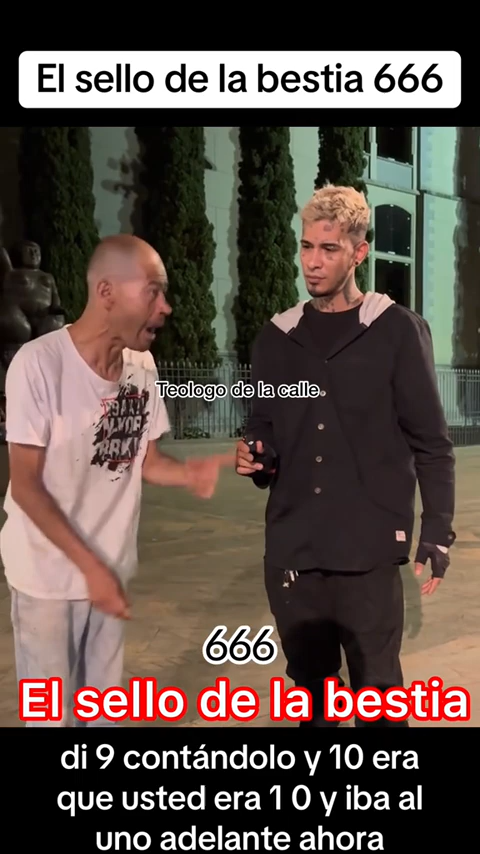 El sello de la bestia 666
Teologo de la calle
666
El sello de la bestia
di 9 contándolo y 10 era
que usted era 1 0 y iba al
uno adelante ahora